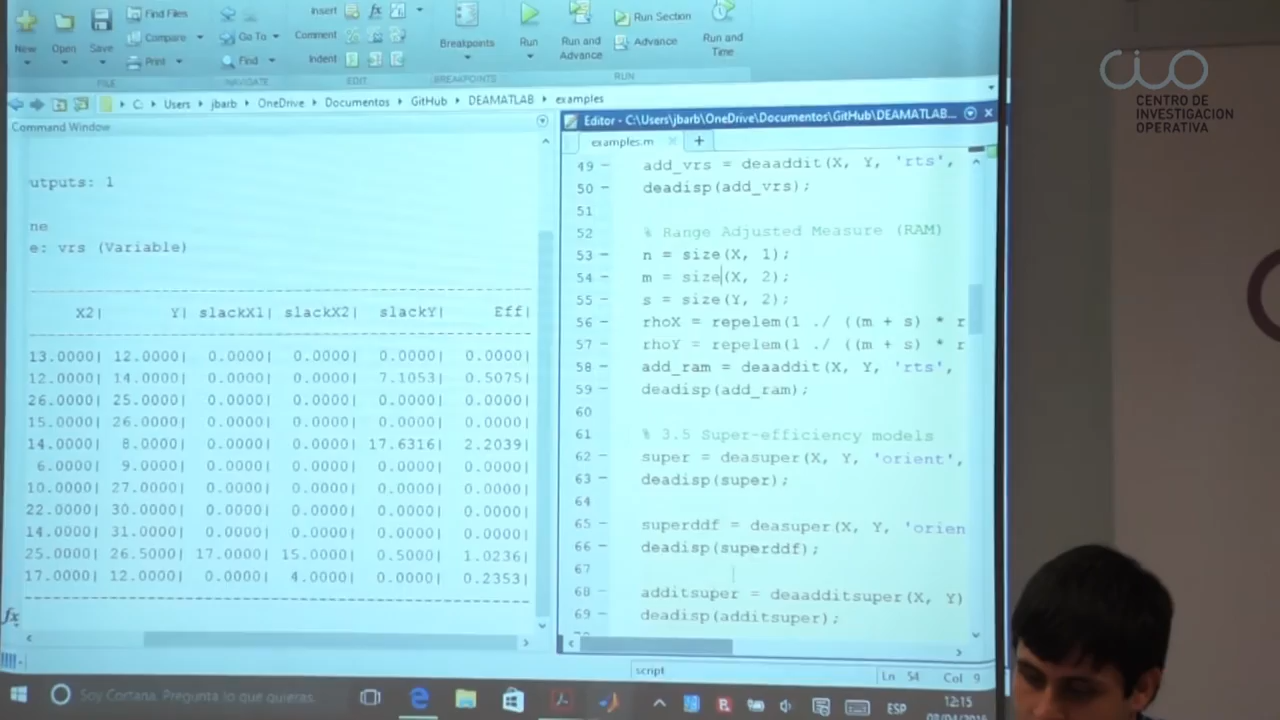 New
Open
Save
Find Files
Compare
Print
FILE
Go To
Find
NAVIGATE
Insert
Comment
Indent
EDIT
Breakpoints
BREAKPOINTS
Run
Run and Advance
Run Section
Advance
Run and Time
RUN
C: Users jbarb OneDrive Documentos GitHub DEAMATLAB examples
Command Window
utputs: 1
ne
e: vrs (Variable)
X2| Y| slackX1| slackX2| slackY| Eff|
13.0000| 12.0000| 0.0000| 0.0000| 0.0000| 0.0000|
12.0000| 14.0000| 0.0000| 0.0000| 7.1053| 0.5075|
26.0000| 25.0000| 0.0000| 0.0000| 0.0000| 0.0000|
15.0000| 26.0000| 0.0000| 0.0000| 0.0000| 0.0000|
14.0000| 8.0000| 0.0000| 0.0000| 17.6316| 2.2039|
6.0000| 9.0000| 0.0000| 0.0000| 0.0000| 0.0000|
10.0000| 27.0000| 0.0000| 0.0000| 0.0000| 0.0000|
22.0000| 30.0000| 0.0000| 0.0000| 0.0000| 0.0000|
14.0000| 31.0000| 0.0000| 0.0000| 0.0000| 0.0000|
25.0000| 26.5000| 17.0000| 15.0000| 0.5000| 1.0236|
17.0000| 12.0000| 0.0000| 4.0000| 0.0000| 0.2353|
fx
Editor - C:\Users\jbarb\OneDrive\Documentos\GitHub\DEAMATLAB...
examples.m
49 - add_vrs = deaaddit(X, Y, 'rts',
50 - deadisp(add_vrs);
51
52 % Range Adjusted Measure (RAM)
53 - n = size(X, 1);
54 - m = size(X, 2);
55 - s = size(Y, 2);
56 - rhoX = repelem(1 ./ ((m + s) * r
57 - rhoY = repelem(1 ./ ((m + s) * r
58 - add_ram = deaaddit(X, Y, 'rts',
59 - deadisp(add_ram);
60
61 % 3.5 Super-efficiency models
62 - super = deasuper(X, Y, 'orient',
63 - deadisp(super);
64
65 - superddf = deasuper(X, Y, 'orien
66 - deadisp(superddf);
67
68 - additsuper = deaadditsuper(X, Y)
69 - deadisp(additsuper);
script
Ln 54 Col 9
Soy Cortana. Pregunta lo que quieras.
ESP
12:15
CIO
CENTRO DE
INVESTIGACION
OPERATIVA